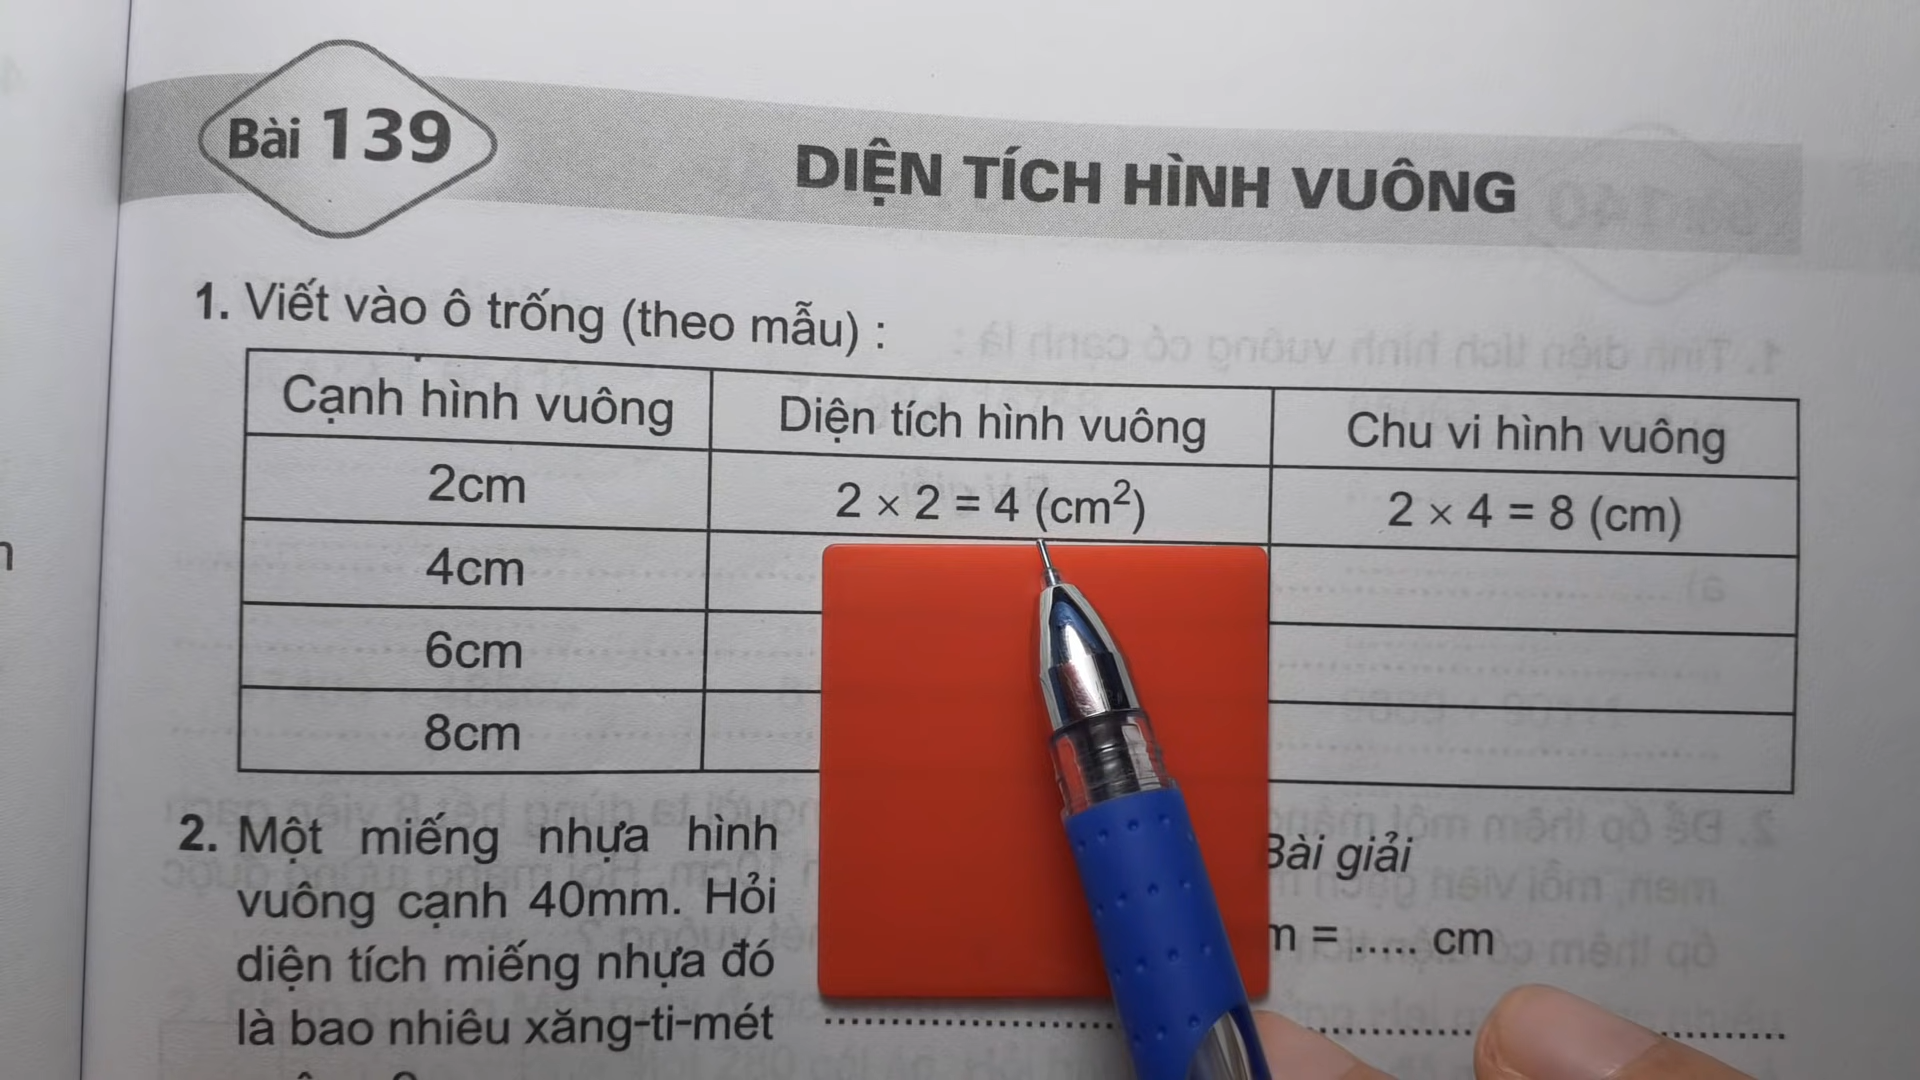 Bài 139
DIỆN TÍCH HÌNH VUÔNG
1. Viết vào ô trống (theo mẫu) :
Cạnh hình vuông Diện tích hình vuông Chu vi hình vuông
2cm 2 × 2 = 4 (cm²) 2 × 4 = 8 (cm)
4cm
6cm
8cm
2. Một miếng nhựa hình
vuông cạnh 40mm. Hỏi
diện tích miếng nhựa đó
là bao nhiêu xăng-ti-mét
Bài giải
m = ..... cm